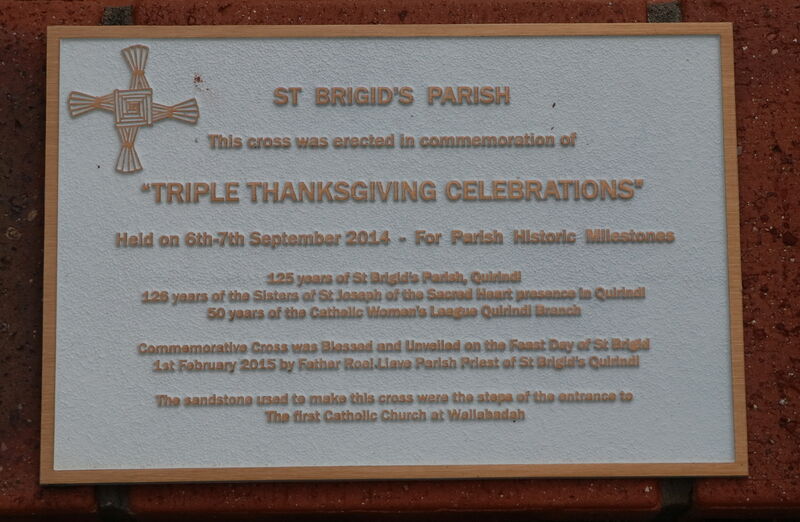 ST BRIGID'S PARISH
This cross was erected in commemoration of
"TRIPLE THANKSGIVING CELEBRATIONS"
Held on 6th-7th September 2014 - For Parish Historic Milestones
125 years of St Brigid's Parish, Quirindi
126 years of the Sisters of St Joseph of the Sacred Heart presence in Quirindi
50 years of the Catholic Women's League Quirindi Branch
Commemorative Cross was Blessed and Unveiled on the Feast Day of St Brigid
1st February 2015 by Father Roel Llave Parish Priest of St Brigid's Quirindi
The sandstone used to make this cross were the steps of the entrance to
The first Catholic Church at Wallabadah